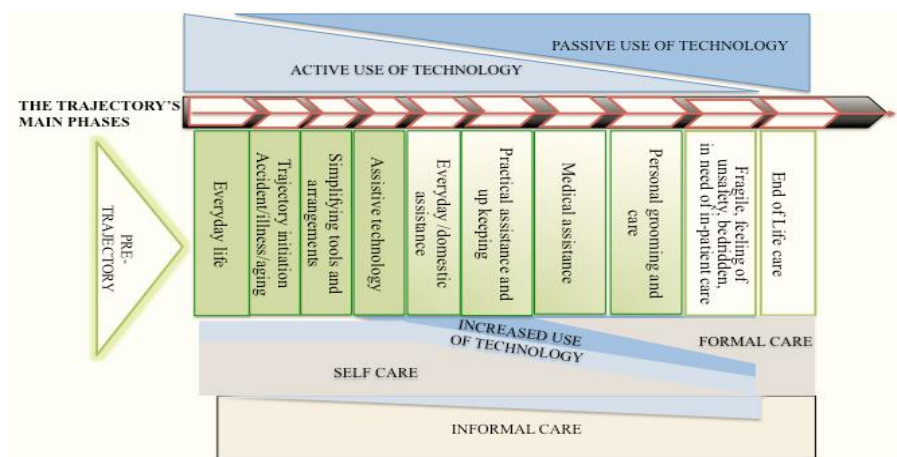 PASSIVE USE OF TECHNOLOGY
ACTIVE USE OF TECHNOLOGY
THE TRAJECTORY'S
MAIN PHASES
PRE-
TRAJECTORY
Everyday life
Trajectory initiation
Accident/illness/aging
Simplifying tools and
arrangements
Assistive technology
Everyday /domestic
assistance
Practical assistance and
up keeping
Medical assistance
Personal grooming and
care
Fragile, feeling of
unsafety, bedridden,
in need of in-patient care
End of Life care
INCREASED USE
OF TECHNOLOGY
FORMAL CARE
SELF CARE
INFORMAL CARE